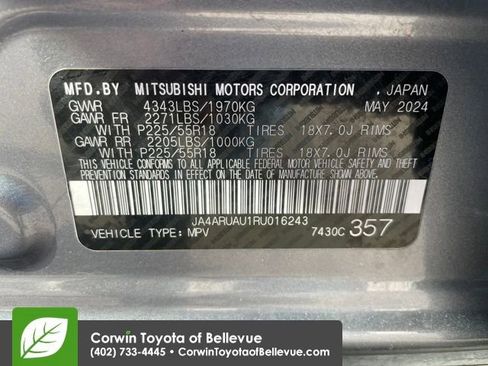 MFD.BY MITSUBISHI MOTORS CORPORATION , JAPAN
GVWR 4343LBS/1970KG MAY 2024
GAWR FR 2271LBS/1030KG
WITH P225/55R18 TIRES 18X7.0J RIMS
GAWR RR 2205LBS/1000KG
WITH P225/55R18 TIRES 18X7.0J RIMS
THIS VEHICLE CONFORMS TO ALL APPLICABLE FEDERAL MOTOR VEHICLE SAFETY AND THEFT
PREVENTION STANDARDS IN EFFECT ON THE DATE OF MANUFACTURE SHOWN ABOVE.
JA4ARUAU1RU016243
VEHICLE TYPE: MPV 7430C 357
Corwin Toyota of Bellevue
(402) 733-4445 • CorwinToyotaofBellevue.com